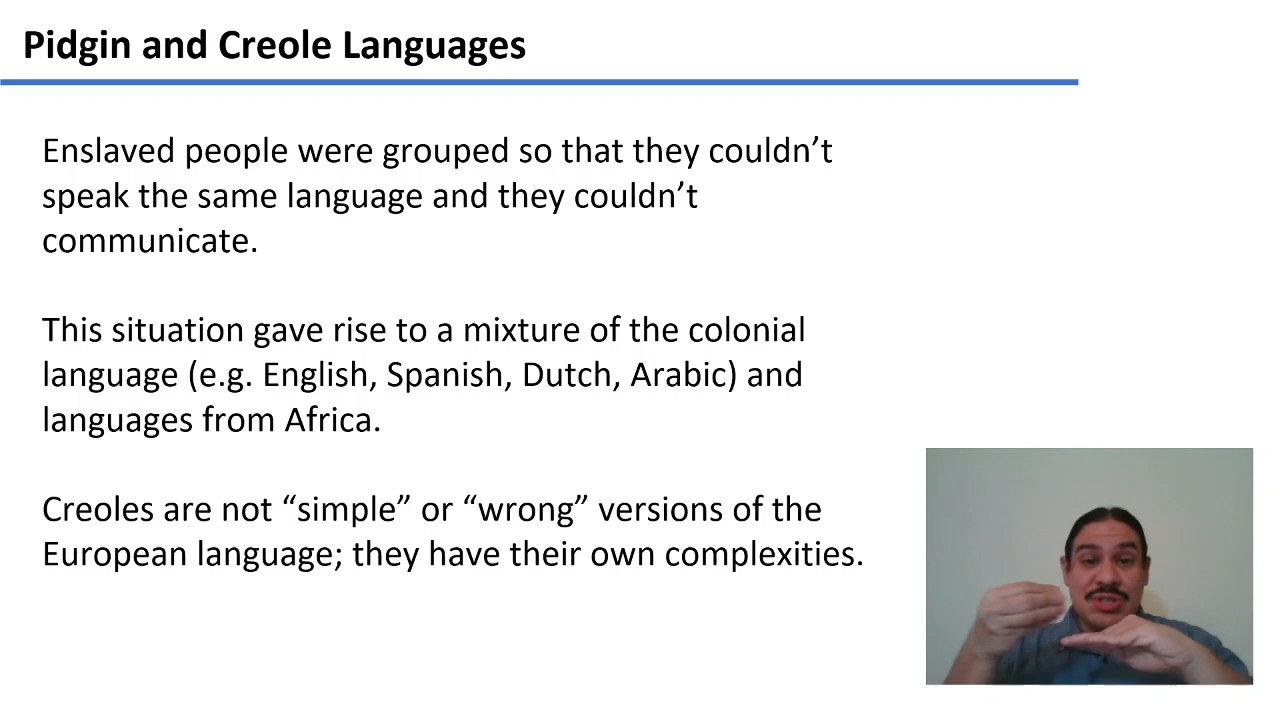 Pidgin and Creole Languages
Enslaved people were grouped so that they couldn’t
speak the same language and they couldn’t
communicate.
This situation gave rise to a mixture of the colonial
language (e.g. English, Spanish, Dutch, Arabic) and
languages from Africa.
Creoles are not “simple” or “wrong” versions of the
European language; they have their own complexities.